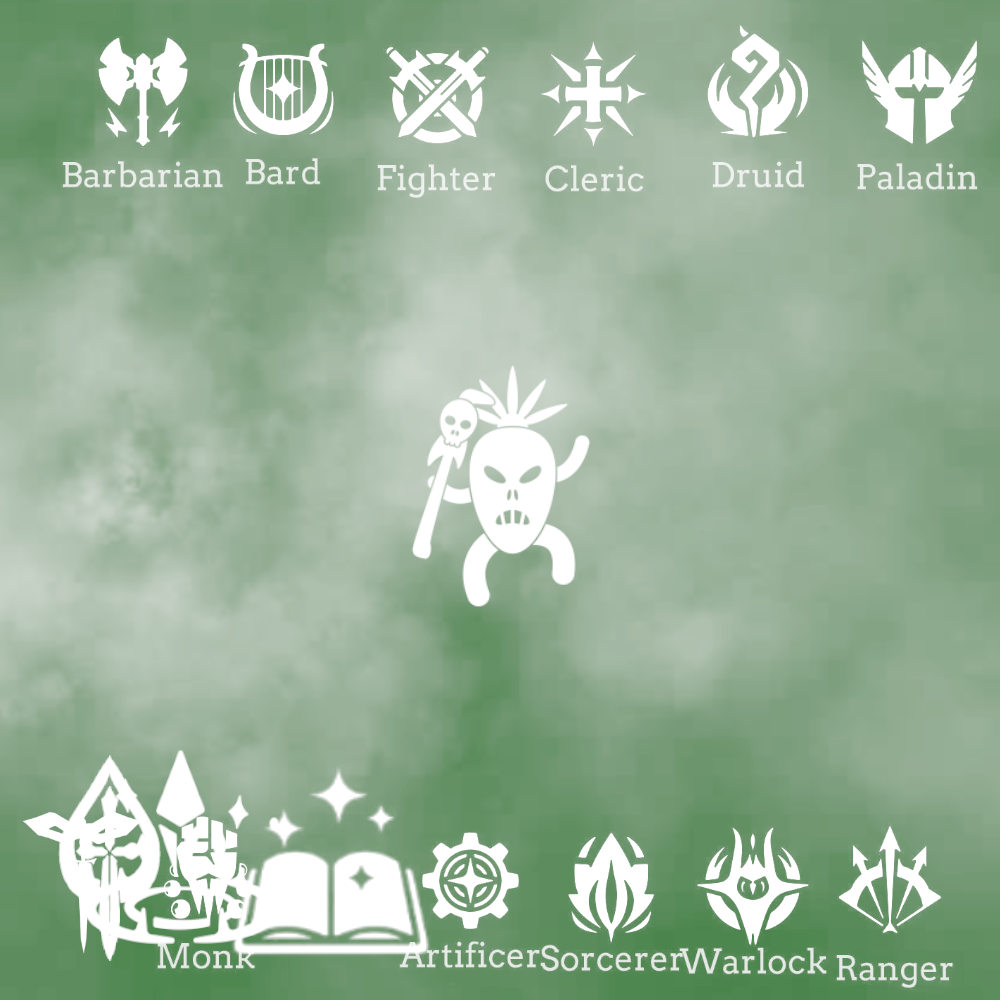 Barbarian
Bard
Fighter
Cleric
Druid
Paladin
Monk
Artificer
Sorcerer
Warlock
Ranger